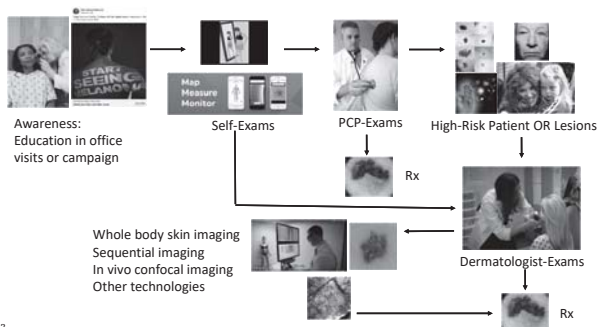 START
SEEING
MELANOMA
Map
Measure
Monitor
Awareness:
Education in office
visits or campaign
Self-Exams
PCP-Exams
High-Risk Patient OR Lesions
Rx
Whole body skin imaging
Sequential imaging
In vivo confocal imaging
Other technologies
Dermatologist-Exams
Rx